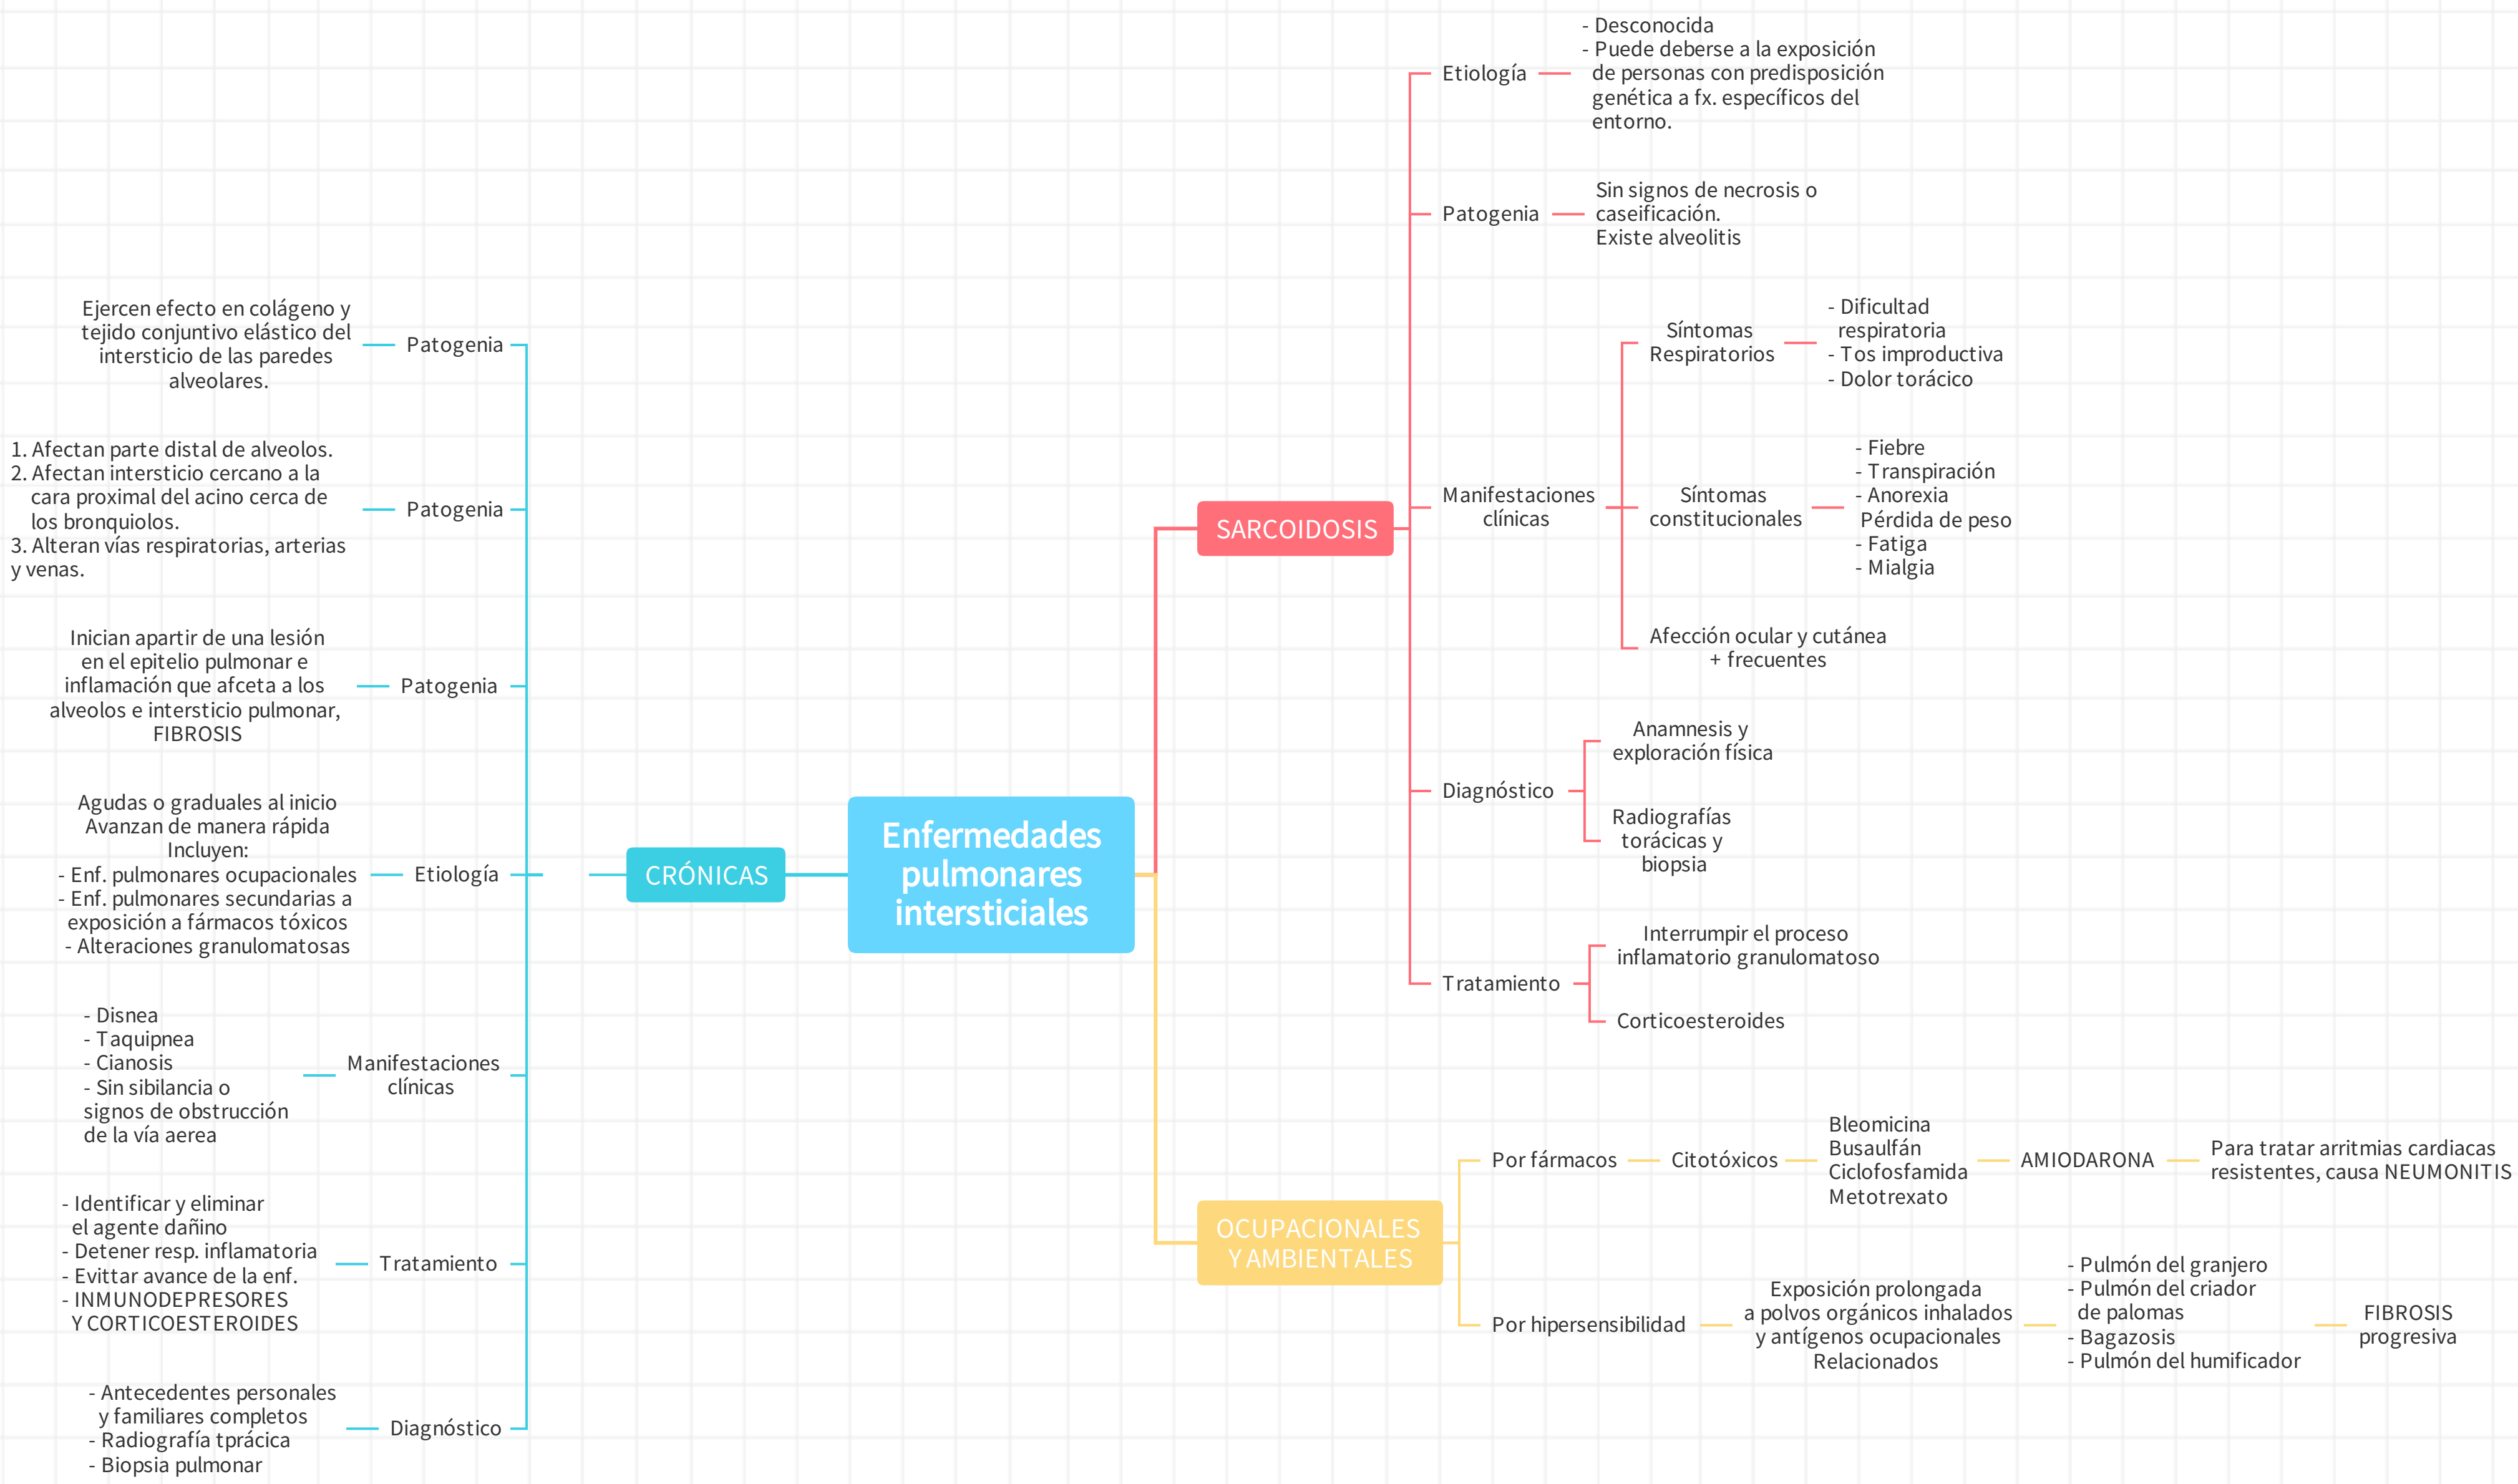 Enfermedades
pulmonares
intersticiales
CRÓNICAS
Patogenia
Ejercen efecto en colágeno y
tejido conjuntivo elástico del
intersticio de las paredes
alveolares.
Patogenia
1. Afectan parte distal de alveolos.
2. Afectan intersticio cercano a la
cara proximal del acino cerca de
los bronquiolos.
3. Alteran vías respiratorias, arterias
y venas.
Patogenia
Inician apartir de una lesión
en el epitelio pulmonar e
inflamación que afceta a los
alveolos e intersticio pulmonar,
FIBROSIS
Etiología
Agudas o graduales al inicio
Avanzan de manera rápida
Incluyen:
- Enf. pulmonares ocupacionales
- Enf. pulmonares secundarias a
exposición a fármacos tóxicos
- Alteraciones granulomatosas
Manifestaciones
clínicas
- Disnea
- Taquipnea
- Cianosis
- Sin sibilancia o
signos de obstrucción
de la vía aerea
Tratamiento
- Identificar y eliminar
el agente dañino
- Detener resp. inflamatoria
- Evittar avance de la enf.
- INMUNODEPRESORES
Y CORTICOESTEROIDES
Diagnóstico
- Antecedentes personales
y familiares completos
- Radiografía tprácica
- Biopsia pulmonar
SARCOIDOSIS
Etiología
- Desconocida
- Puede deberse a la exposición
de personas con predisposición
genética a fx. específicos del
entorno.
Patogenia
Sin signos de necrosis o
caseificación.
Existe alveolitis
Manifestaciones
clínicas
Síntomas
Respiratorios
- Dificultad
respiratoria
- Tos improductiva
- Dolor torácico
Síntomas
constitucionales
- Fiebre
- Transpiración
- Anorexia
Pérdida de peso
- Fatiga
- Mialgia
Afección ocular y cutánea
+ frecuentes
Diagnóstico
Anamnesis y
exploración física
Radiografías
torácicas y
biopsia
Tratamiento
Interrumpir el proceso
inflamatorio granulomatoso
Corticoesteroides
OCUPACIONALES
Y AMBIENTALES
Por fármacos
Citotóxicos
Bleomicina
Busaulfán
Ciclofosfamida
Metotrexato
AMIODARONA
Para tratar arritmias cardiacas
resistentes, causa NEUMONITIS
Por hipersensibilidad
Exposición prolongada
a polvos orgánicos inhalados
y antígenos ocupacionales
Relacionados
- Pulmón del granjero
- Pulmón del criador
de palomas
- Bagazosis
- Pulmón del humificador
FIBROSIS
progresiva